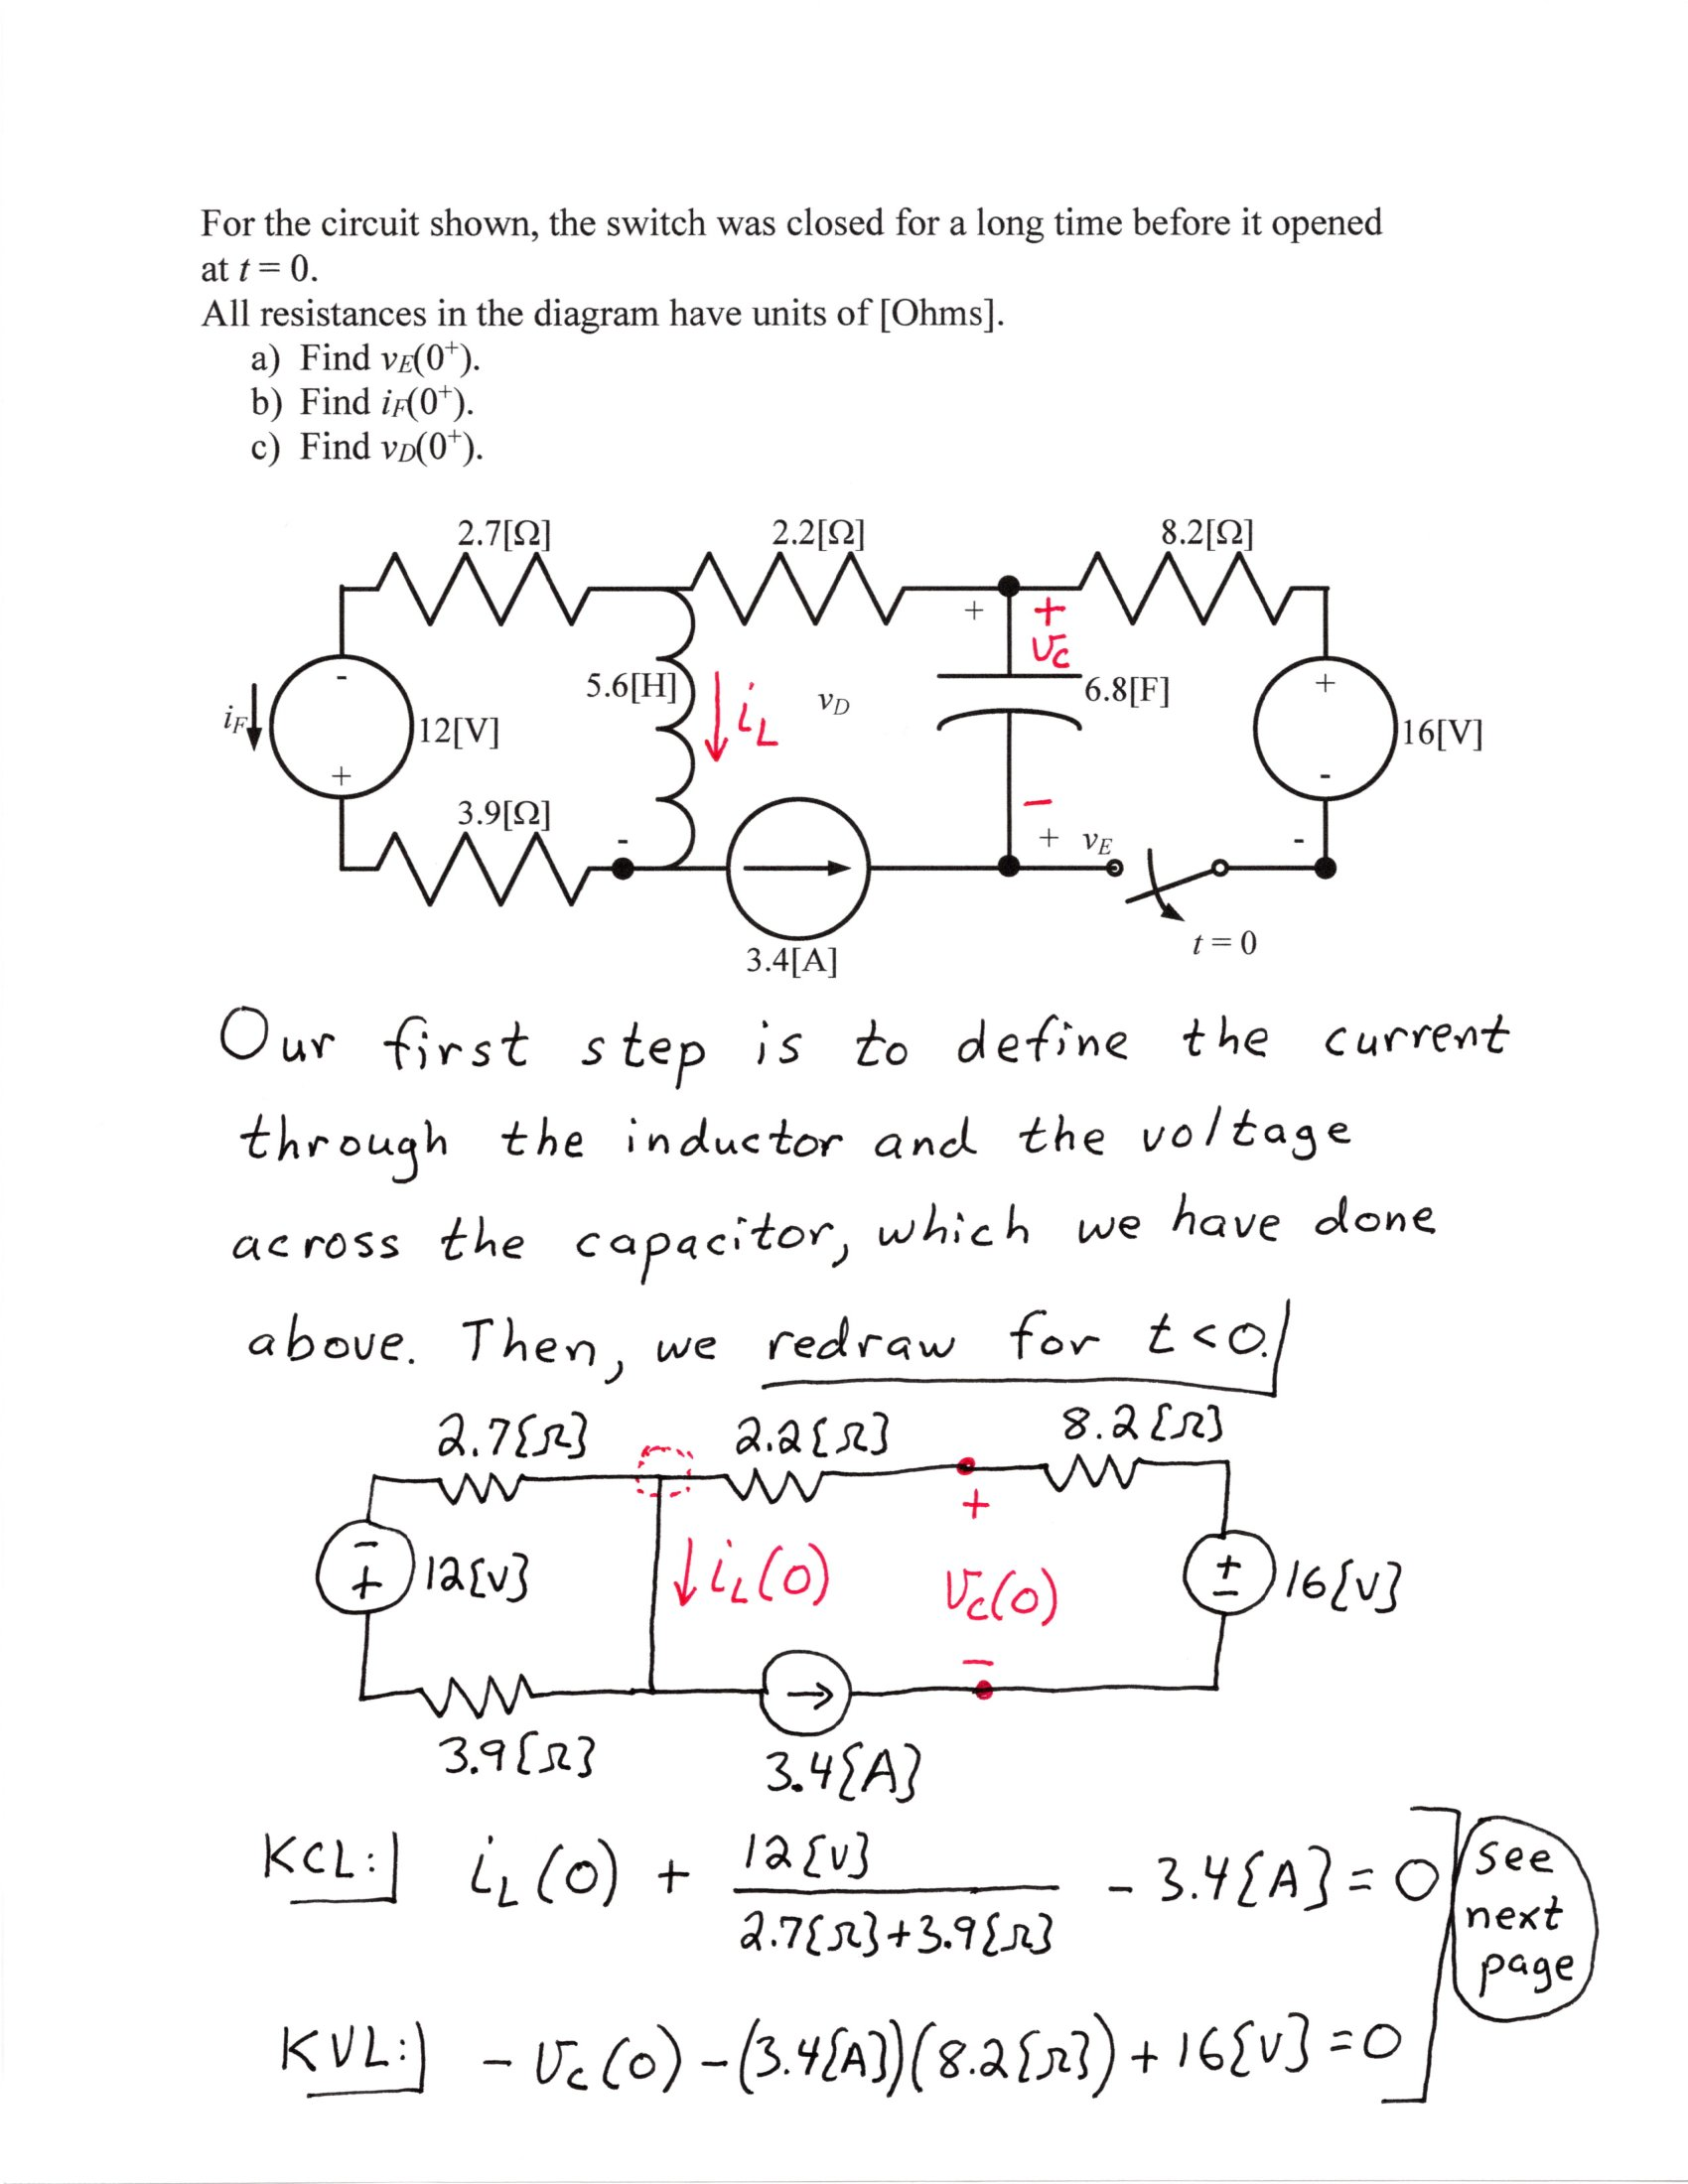 For the circuit shown, the switch was closed for a long time before it opened
at t = 0.
All resistances in the diagram have units of [Ohms].
a) Find vE(0+).
b) Find iF(0+).
c) Find vD(0+).
2.7[Ω] 2.2[Ω] 8.2[Ω]
+ +
vC
5.6[H] iL vD 6.8[F]
- +
iF 12[V] 16[V]
+ -
3.9[Ω] -
- + vE -
3.4[A] t = 0
Our first step is to define the current
through the inductor and the voltage
across the capacitor, which we have done
above. Then, we redraw for t<0.
2.7[Ω] 2.2[Ω] 8.2[Ω]
+
- + 12[V] iL(0) vC(0) + - 16[V]
-
3.9[Ω] 3.4[A]
KCL: iL(0) + 12[V] / 2.7[Ω]+3.9[Ω] - 3.4[A] = 0
see
next
page
KVL: - vC(0) - (3.4[A])(8.2[Ω]) + 16[V] = 0